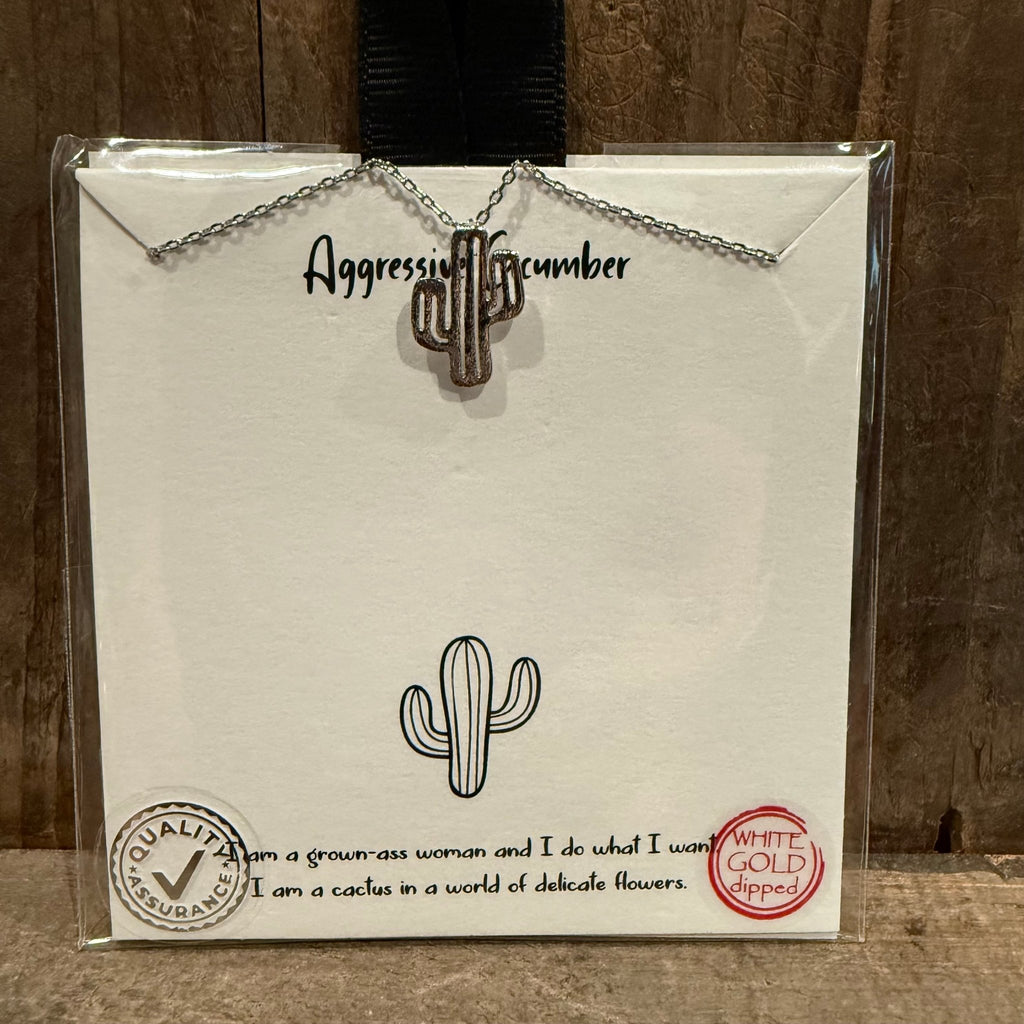 Aggressive Cucumber
QUALITY
ASSURANCE
I am a grown-ass woman and I do what I want.
I am a cactus in a world of delicate flowers.
WHITE
GOLD
dipped